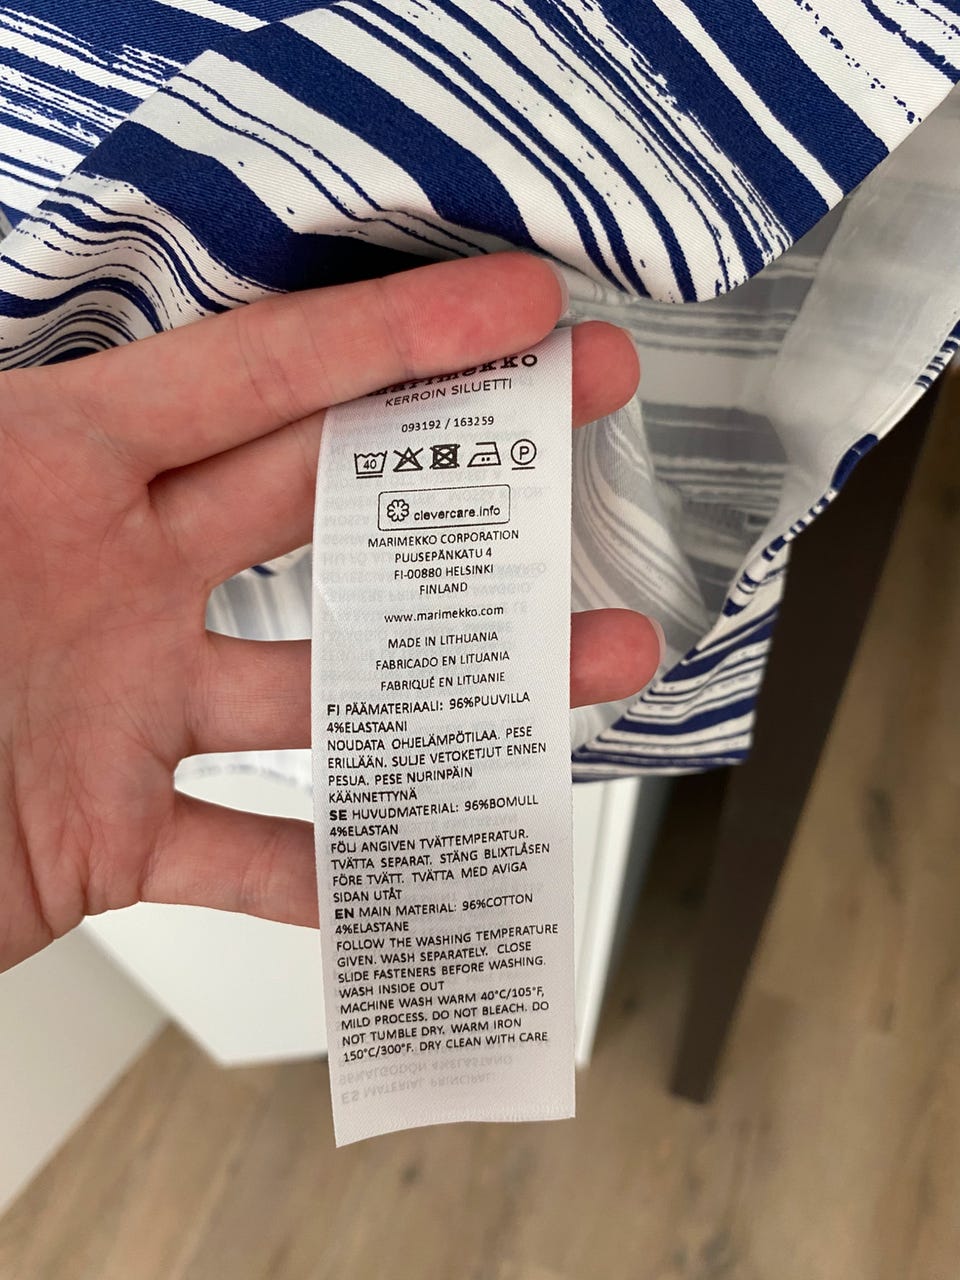 marimekko
KERROIN SILUETTI
093192 / 163259
40 P
clevercare.info
MARIMEKKO CORPORATION
PUUSEPÄNKATU 4
FI-00880 HELSINKI
FINLAND
www.marimekko.com
MADE IN LITHUANIA
FABRICADO EN LITUANIA
FABRIQUÉ EN LITUANIE
FI PÄÄMATERIAALI: 96%PUUVILLA
4%ELASTAANI
NOUDATA OHJELÄMPÖTILAA. PESE
ERILLÄÄN. SULJE VETOKETJUT ENNEN
PESUA. PESE NURINPÄIN
KÄÄNNETTYNÄ
SE HUVUDMATERIAL: 96%BOMULL
4%ELASTAN
FÖLJ ANGIVEN TVÄTTEMPERATUR.
TVÄTTA SEPARAT. STÄNG BLIXTLÅSEN
FÖRE TVÄTT. TVÄTTA MED AVIGA
SIDAN UTÅT
EN MAIN MATERIAL: 96%COTTON
4%ELASTANE
FOLLOW THE WASHING TEMPERATURE
GIVEN. WASH SEPARATELY. CLOSE
SLIDE FASTENERS BEFORE WASHING.
WASH INSIDE OUT
MACHINE WASH WARM 40°C/105°F,
MILD PROCESS. DO NOT BLEACH. DO
NOT TUMBLE DRY. WARM IRON
150°C/300°F. DRY CLEAN WITH CARE